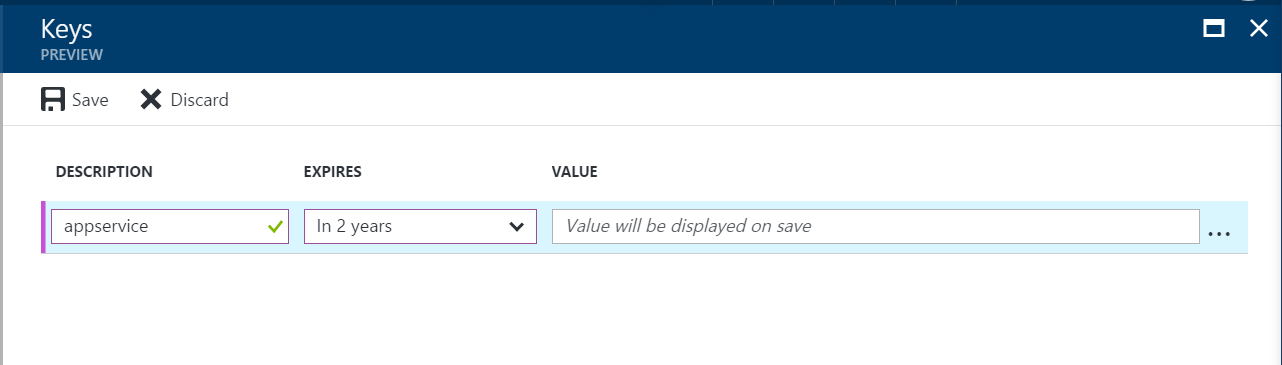 Keys
PREVIEW
Save Discard
DESCRIPTION EXPIRES VALUE
appservice In 2 years Value will be displayed on save ...